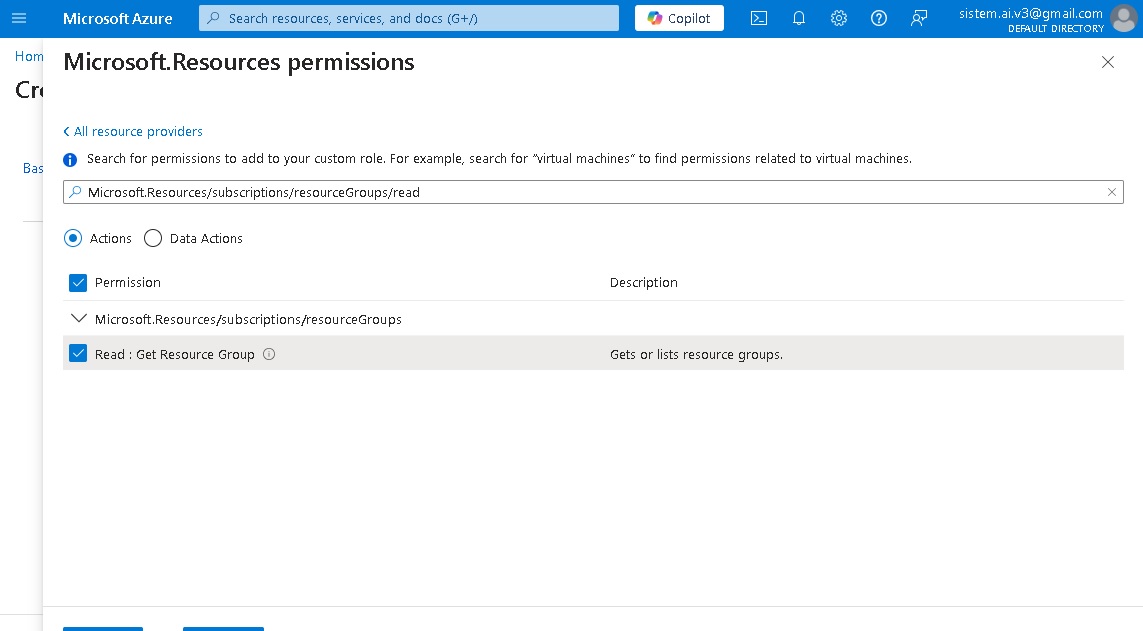 Microsoft Azure
Search resources, services, and docs (G+/)
Copilot
sistem.ai.v3@gmail.com
DEFAULT DIRECTORY
Hom
Microsoft.Resources permissions
Cre
All resource providers
Search for permissions to add to your custom role. For example, search for "virtual machines" to find permissions related to virtual machines.
Bas
Microsoft.Resources/subscriptions/resourceGroups/read
Actions
Data Actions
Permission
Description
Microsoft.Resources/subscriptions/resourceGroups
Read : Get Resource Group
Gets or lists resource groups.